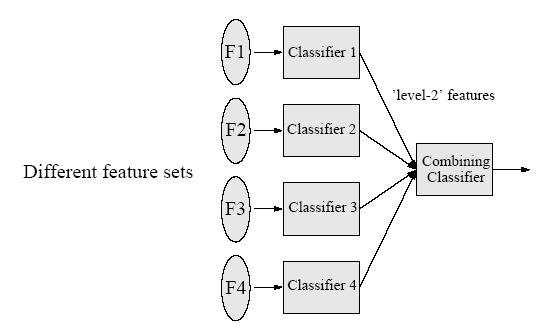 F1
Classifier 1
'level-2' features
F2
Classifier 2
Combining
Classifier
Different feature sets
F3
Classifier 3
F4
Classifier 4